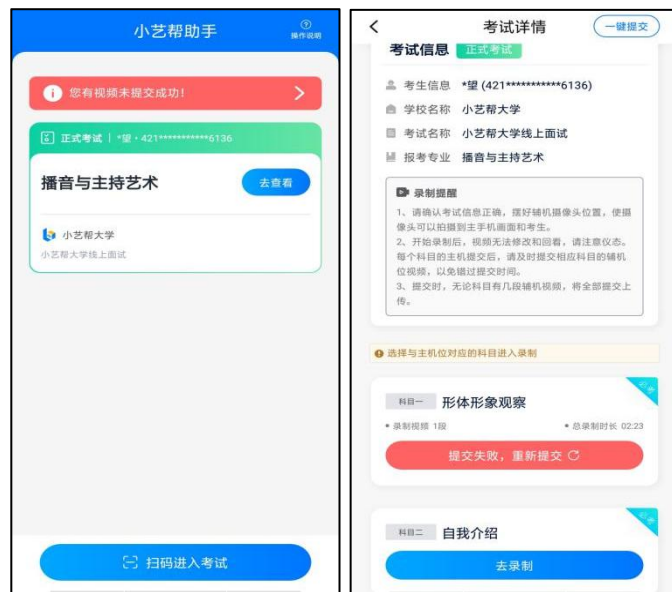 小艺帮助手
操作说明
您有视频未提交成功!
正式考试 | *望·421***********6136
播音与主持艺术
去查看
小艺帮大学
小艺帮大学线上面试
扫码进入考试
考试详情
一键提交
考试信息 正式考试
考生信息 *望 (421***********6136)
学校名称 小艺帮大学
考试名称 小艺帮大学线上面试
报考专业 播音与主持艺术
录制提醒
1、请确认考试信息正确,摆好辅机摄像头位置,使摄
像头可以拍摄到主手机画面和考生。
2、开始录制后,视频无法修改和回看,请注意仪态。
每个科目的主机提交后,请及时提交相应科目的辅机
位视频,以免错过提交时间。
3、提交时,无论科目有几段辅机视频,将全部提交上
传。
选择与主机位对应的科目进入录制
科目一 形体形象观察
必考
• 录制视频 1段 • 总录制时长 02:23
提交失败,重新提交
科目二 自我介绍
必考
去录制